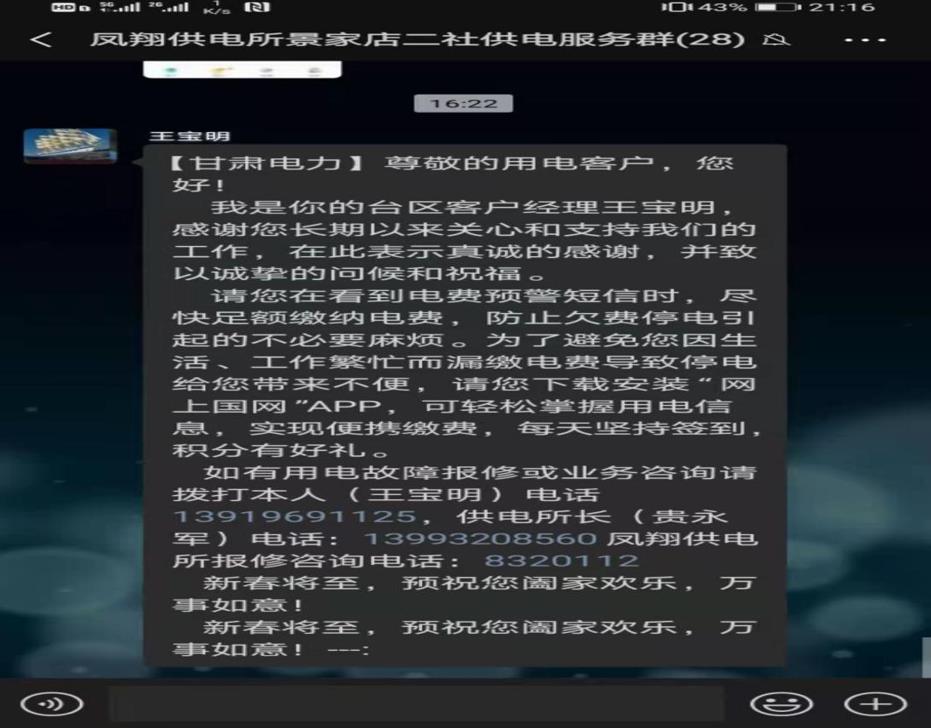 HD 5G 2G 1 K/s 43% 21:16
凤翔供电所景家店二社供电服务群(28)
16:22
王宝明
【甘肃电力】尊敬的用电客户，您
好！
我是你的台区客户经理王宝明，
感谢您长期以来关心和支持我们的
工作，在此表示真诚的感谢，并致
以诚挚的问候和祝福。
请您在看到电费预警短信时，尽
快足额缴纳电费，防止欠费停电引
起的不必要麻烦。为了避免您因生
活、工作繁忙而漏缴电费导致停电
给您带来不便，请您下载安装“网
上国网”APP，可轻松掌握用电信
息，实现便携缴费，每天坚持签到，
积分有好礼。
如有用电故障报修或业务咨询请
拨打本人（王宝明）电话
13919691125，供电所长（贵永
军）电话：13993208560凤翔供电
所报修咨询电话：8320112
新春将至，预祝您阖家欢乐，万
事如意！
新春将至，预祝您阖家欢乐，万
事如意！---: